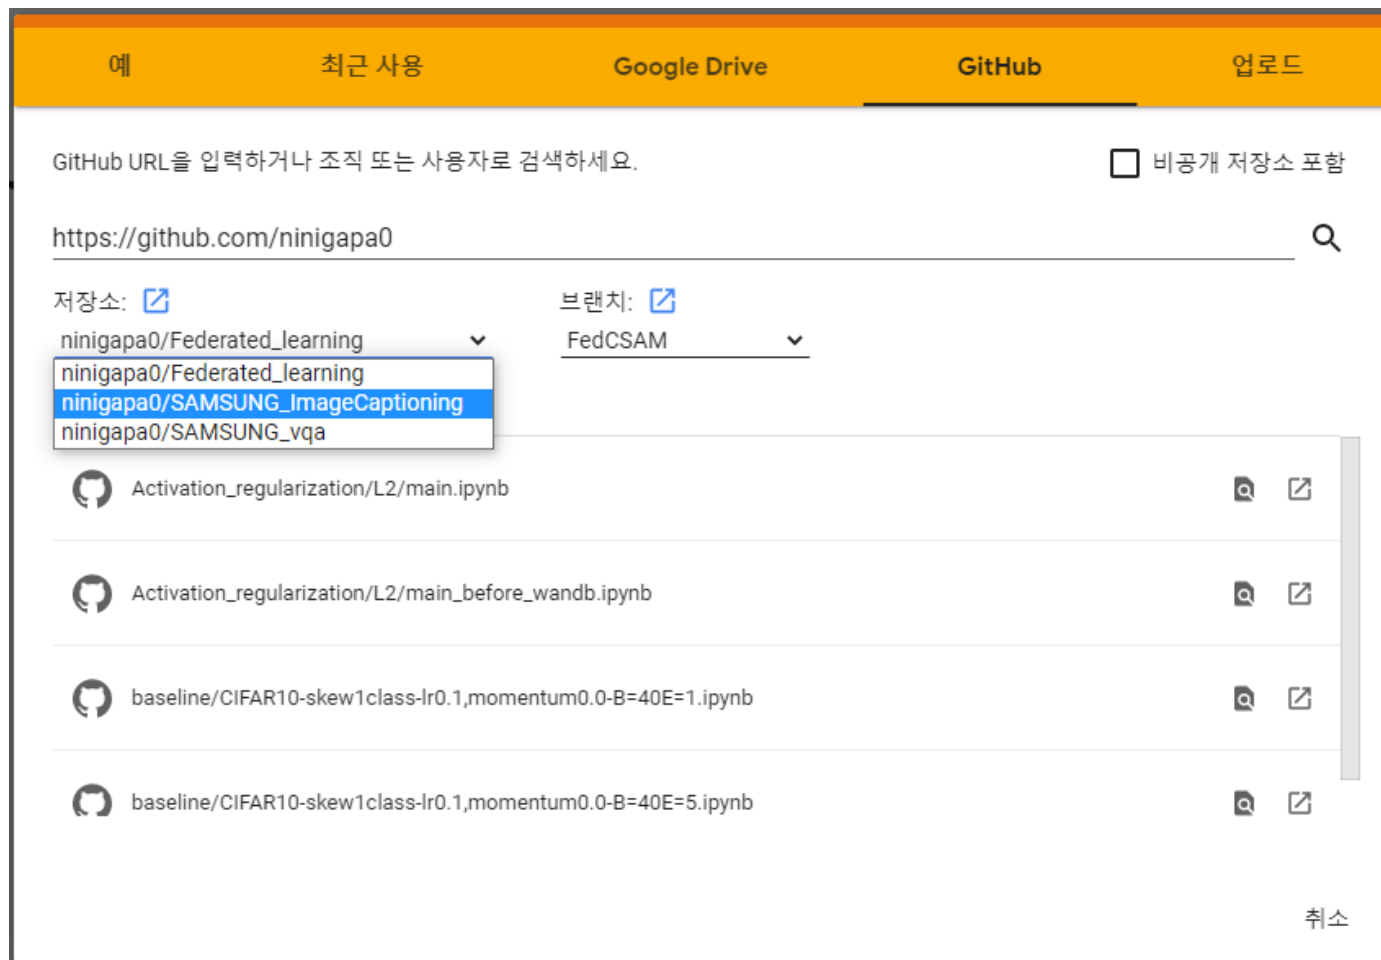 예 최근 사용 Google Drive GitHub 업로드
GitHub URL을 입력하거나 조직 또는 사용자로 검색하세요. 비공개 저장소 포함
https://github.com/ninigapa0
저장소: 브랜치:
ninigapa0/Federated_learning FedCSAM
ninigapa0/Federated_learning
ninigapa0/SAMSUNG_ImageCaptioning
ninigapa0/SAMSUNG_vqa
Activation_regularization/L2/main.ipynb
Activation_regularization/L2/main_before_wandb.ipynb
baseline/CIFAR10-skew1class-lr0.1,momentum0.0-B=40E=1.ipynb
baseline/CIFAR10-skew1class-lr0.1,momentum0.0-B=40E=5.ipynb
취소